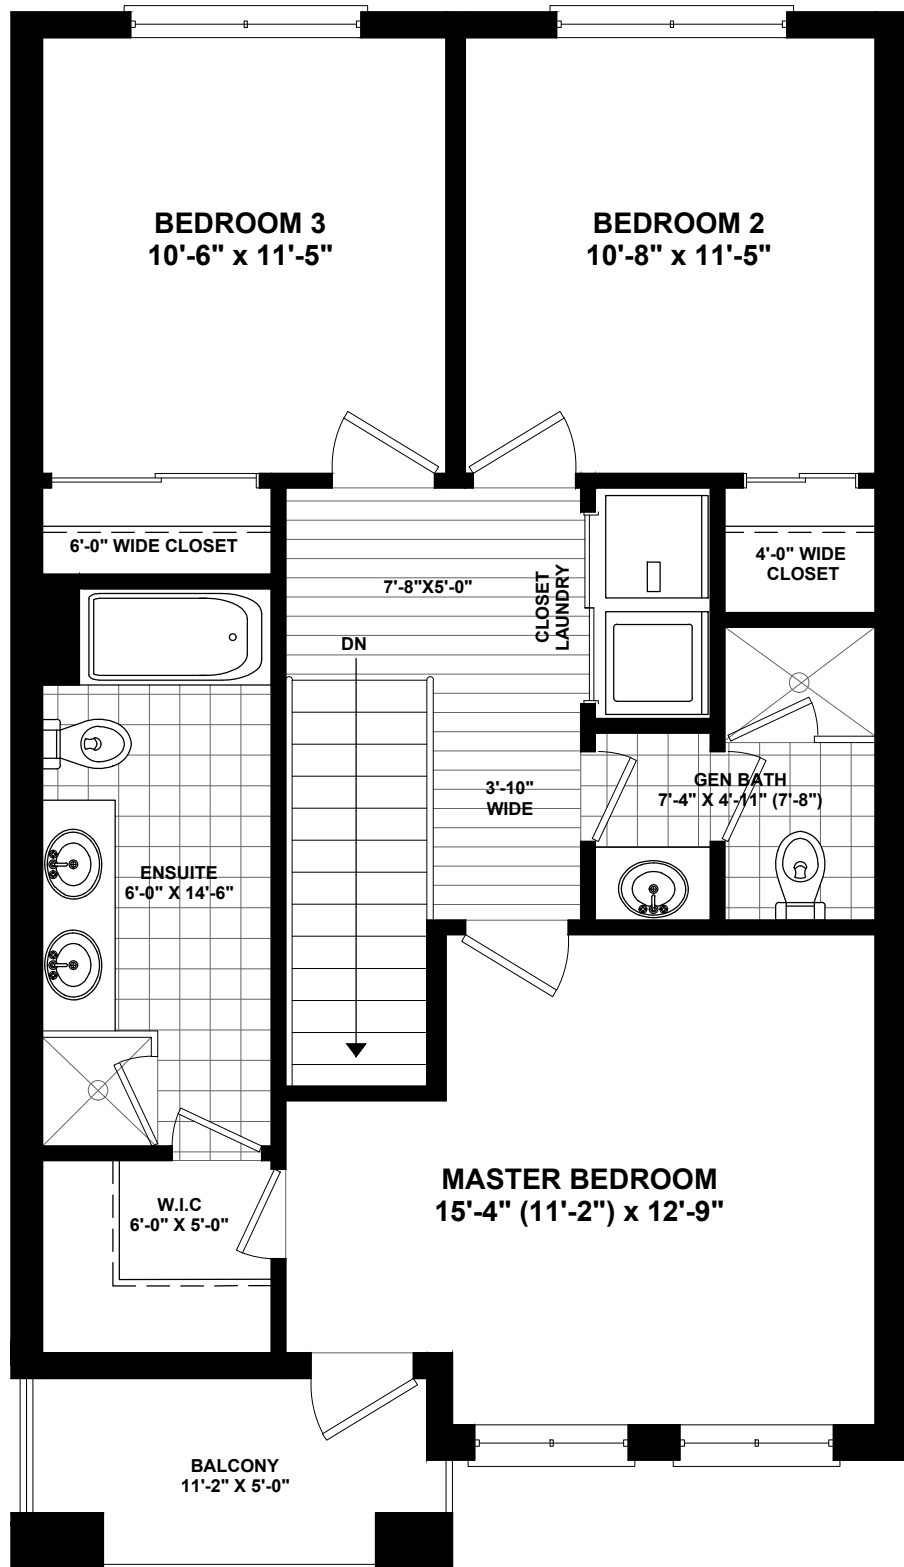 BEDROOM 3
10'-6" x 11'-5"
BEDROOM 2
10'-8" x 11'-5"
6'-0" WIDE CLOSET
7'-8"X5'-0"
CLOSET
LAUNDRY
4'-0" WIDE
CLOSET
DN
3'-10"
WIDE
GEN BATH
7'-4" X 4'-11" (7'-8")
ENSUITE
6'-0" X 14'-6"
MASTER BEDROOM
15'-4" (11'-2") x 12'-9"
W.I.C
6'-0" X 5'-0"
BALCONY
11'-2" X 5'-0"